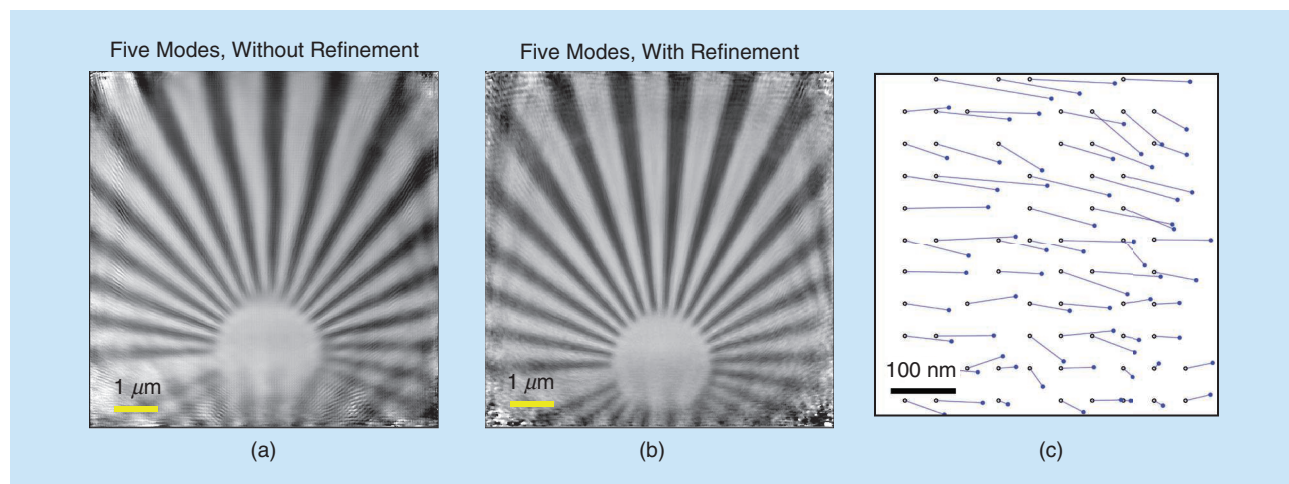 Five Modes, Without Refinement
Five Modes, With Refinement
1 μm
1 μm
100 nm
(a)
(b)
(c)